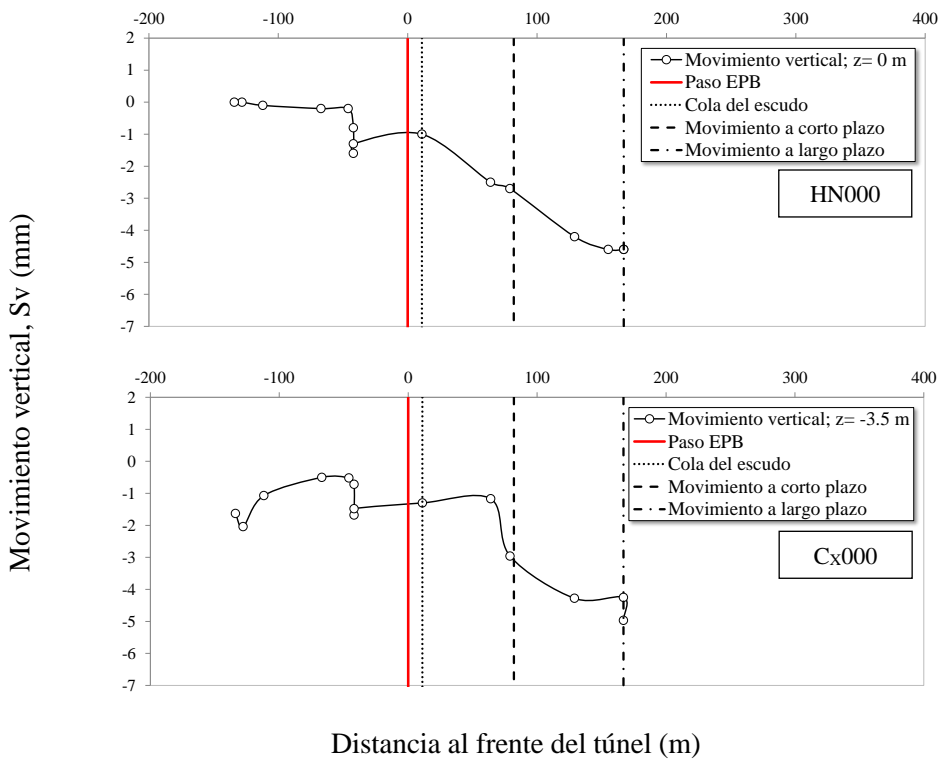 -200 -100 0 100 200 300 400
2
1
0
-1
-2
-3
-4
-5
-6
-7
Movimiento vertical; z= 0 m
Paso EPB
Cola del escudo
Movimiento a corto plazo
Movimiento a largo plazo
HN000
Movimiento vertical, Sv (mm)
-200 -100 0 100 200 300 400
2
1
0
-1
-2
-3
-4
-5
-6
-7
Movimiento vertical; z= -3.5 m
Paso EPB
Cola del escudo
Movimiento a corto plazo
Movimiento a largo plazo
Cx000
Distancia al frente del túnel (m)